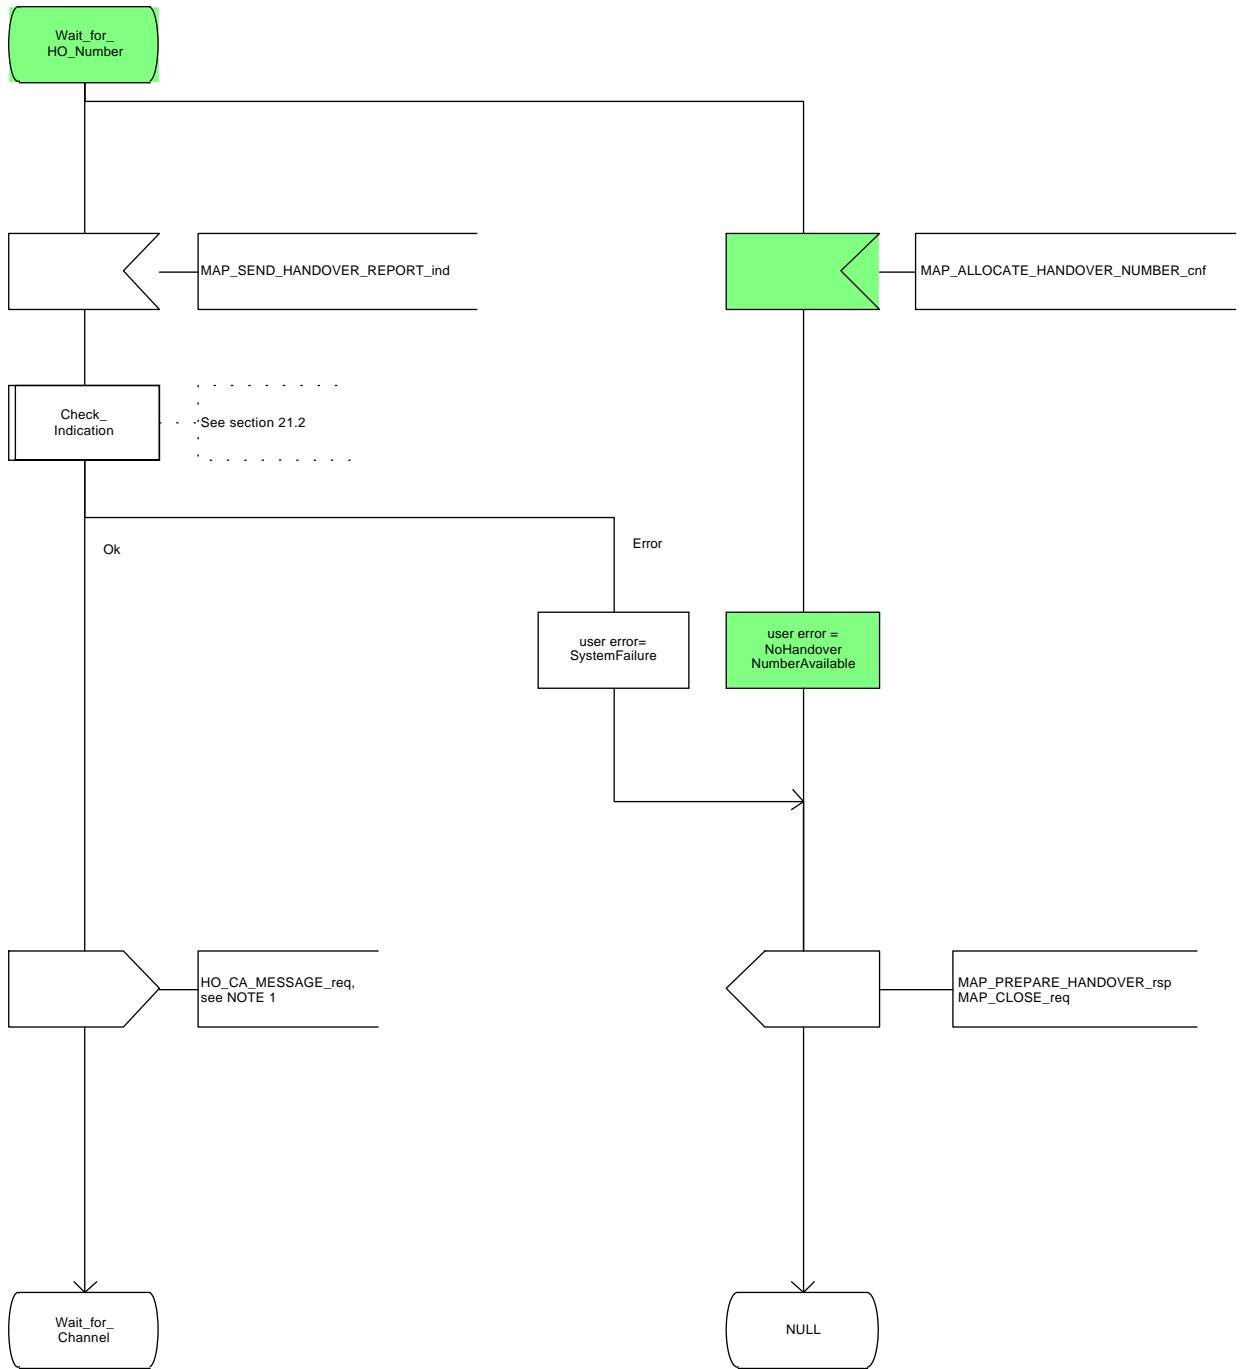 Wait_for_
HO_Number
MAP_SEND_HANDOVER_REPORT_ind
MAP_ALLOCATE_HANDOVER_NUMBER_cnf
Check_
Indication
See section 21.2
Ok
Error
user error=
SystemFailure
user error =
NoHandover
NumberAvailable
HO_CA_MESSAGE_req,
see NOTE 1
MAP_PREPARE_HANDOVER_rsp
MAP_CLOSE_req
Wait_for_
Channel
NULL